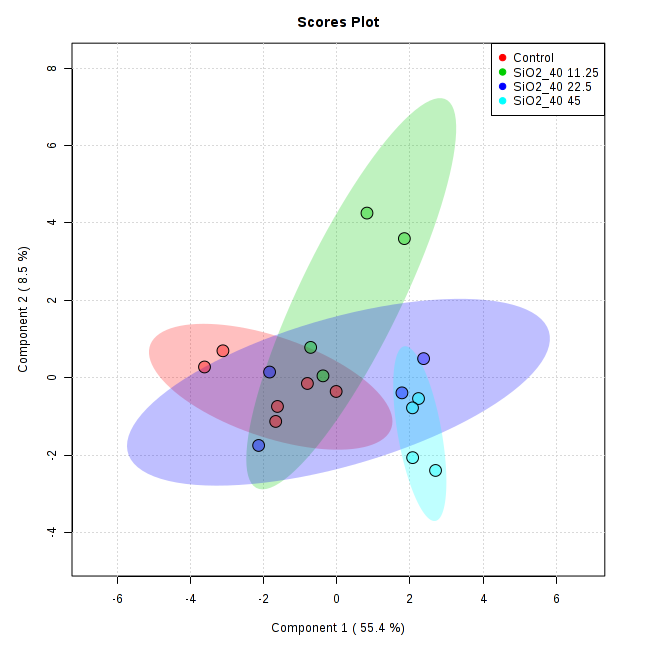 Scores Plot
Control
SiO2_40 11.25
SiO2_40 22.5
SiO2_40 45
8
6
4
2
0
-2
-4
Component 2 ( 8.5 %)
-6
-4
-2
0
2
4
6
Component 1 ( 55.4 %)